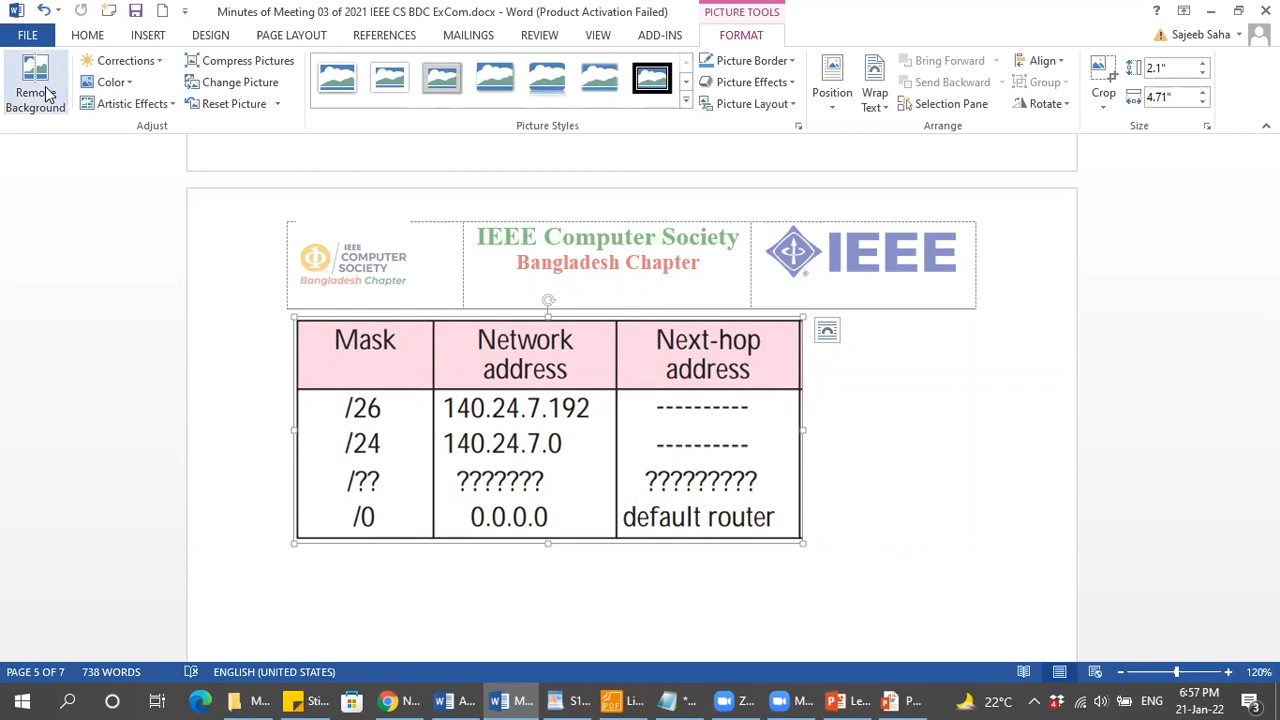 Minutes of Meeting 03 of 2021 IEEE CS BDC ExCom.docx - Word (Product Activation Failed)
PICTURE TOOLS
?
FILE HOME INSERT DESIGN PAGE LAYOUT REFERENCES MAILINGS REVIEW VIEW ADD-INS FORMAT Sajeeb Saha
Remove Background
Corrections
Color
Artistic Effects
Compress Pictures
Change Picture
Reset Picture
Adjust
Picture Styles
Picture Border
Picture Effects
Picture Layout
Position
Wrap Text
Bring Forward
Send Backward
Selection Pane
Align
Group
Rotate
Arrange
Crop
2.1"
4.71"
Size
IEEE
COMPUTER
SOCIETY
Bangladesh Chapter
IEEE Computer Society
Bangladesh Chapter
IEEE
Mask Network address Next-hop address
/26 140.24.7.192 ----------
/24 140.24.7.0 ----------
/?? ??????? ?????????
/0 0.0.0.0 default router
PAGE 5 OF 7 738 WORDS ENGLISH (UNITED STATES) 120%
M... Sti... N... A... M... S1... Li... *... Z... M... Le... P... 22°C ENG
6:57 PM
21-Jan-22
3